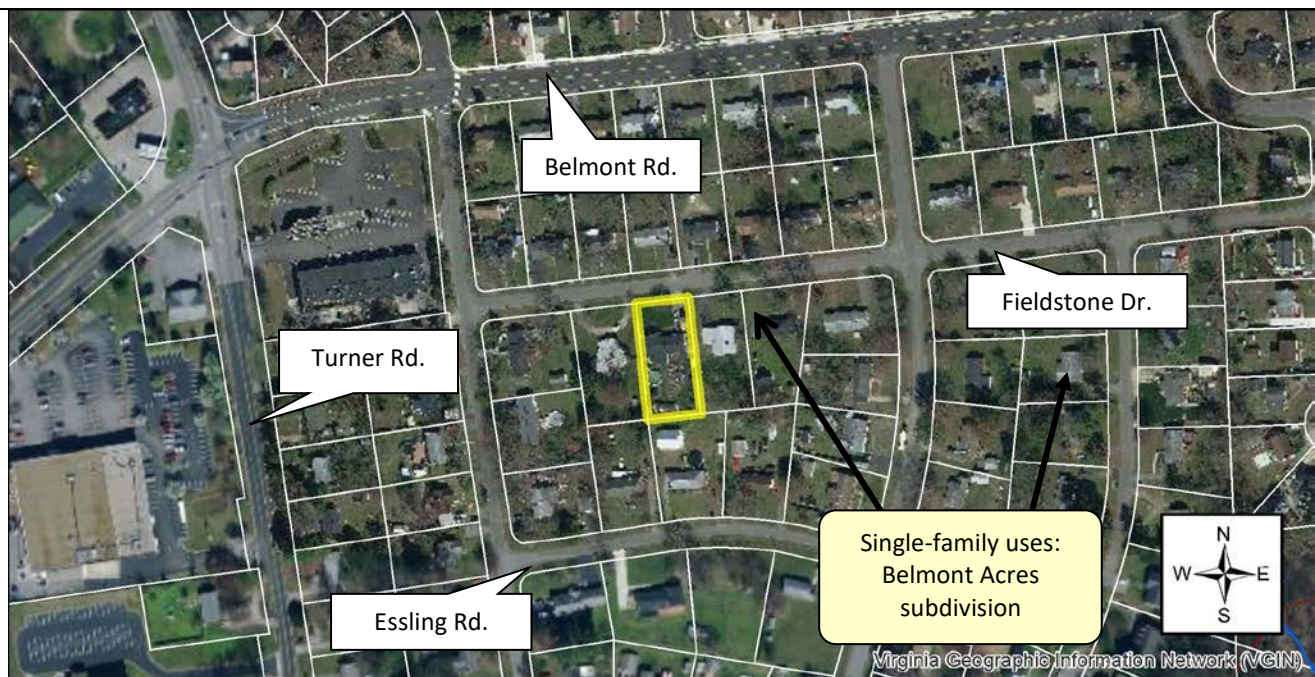 Belmont Rd.
Fieldstone Dr.
Turner Rd.
Single-family uses:
Belmont Acres
subdivision
N
W E
S
Essling Rd.
Virginia Geographic Information Network (VGIN)